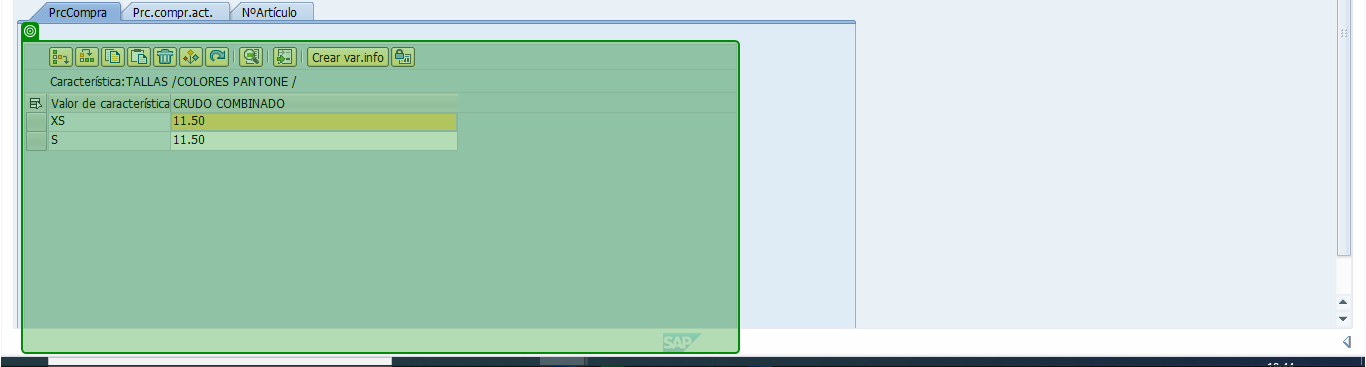 PrcCompra Prc.compr.act. NºArtículo
Crear var.info
Característica:TALLAS /COLORES PANTONE /
Valor de característica CRUDO COMBINADO
XS 11.50
S 11.50
SAP